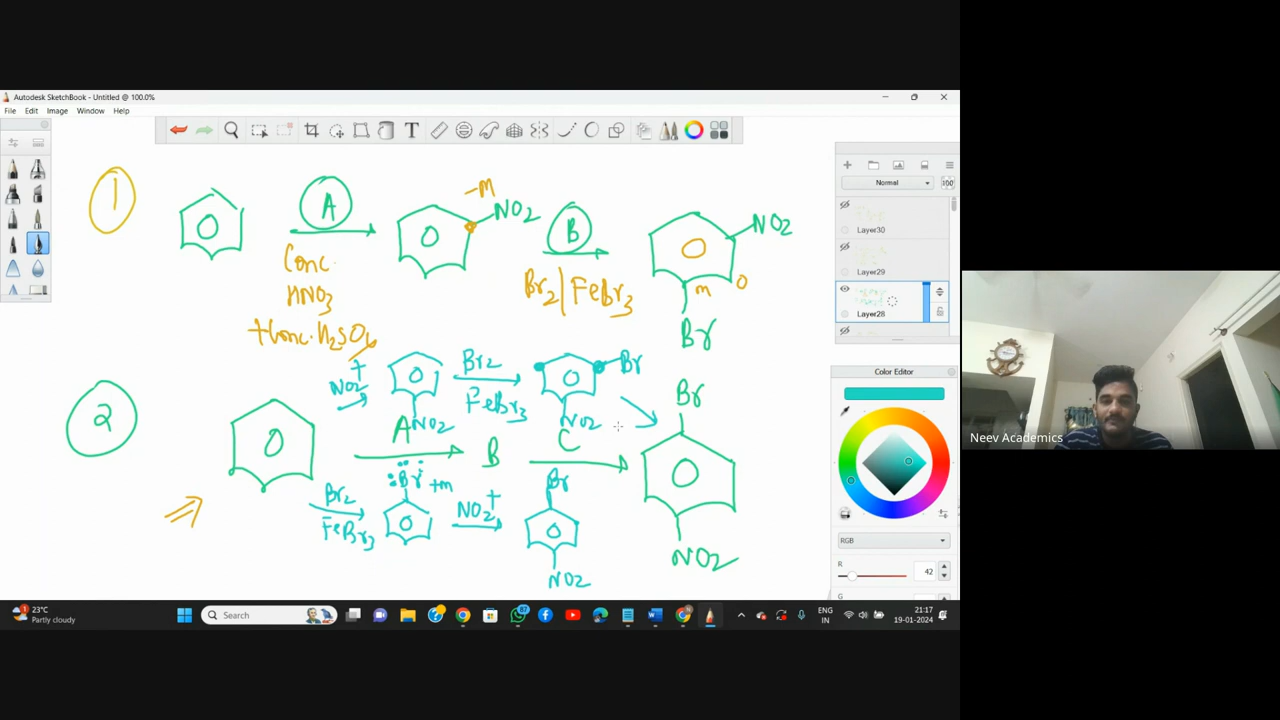 Autodesk SketchBook - Untitled @ 100.0%
File Edit Image Window Help
T
Normal
100
Layer30
Layer29
Layer28
Color Editor
RGB
R
42
G
1
A
Conc.
HNO3
+Conc. H2SO4
-M
NO2
B
Br2 | FeBr3
NO2
O
m
Br
2
NO2+
NO2
Br2
FeBr3
Br
NO2
A
B
C
Br
NO2
Br2
FeBr3
Br +m
NO2+
Br
NO2
Neev Academics
23°C
Partly cloudy
Search
87
ENG
IN
21:17
19-01-2024